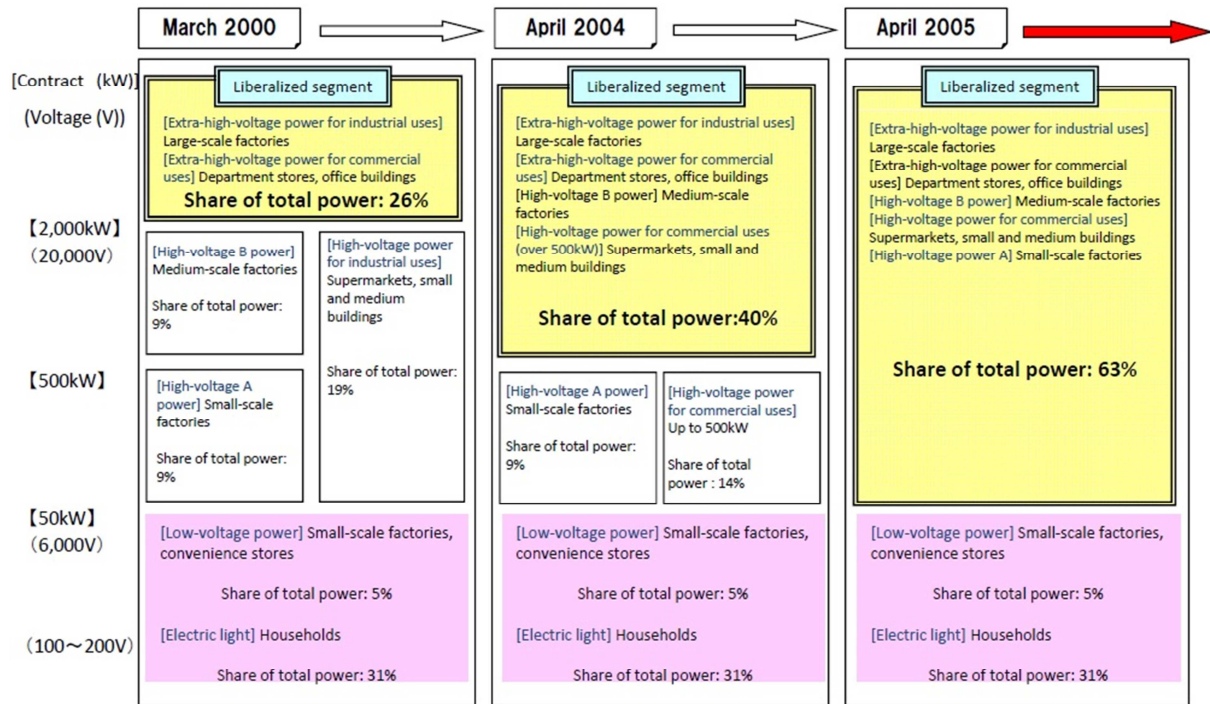 March 2000
April 2004
April 2005
[Contract (kW)]
(Voltage (V))
【2,000kW】
(20,000V)
【500kW】
【50kW】
(6,000V)
(100～200V)
Liberalized segment
[Extra-high-voltage power for industrial uses]
Large-scale factories
[Extra-high-voltage power for commercial
uses] Department stores, office buildings
Share of total power: 26%
[High-voltage B power]
Medium-scale factories
Share of total power:
9%
[High-voltage power
for industrial uses]
Supermarkets, small
and medium
buildings
Share of total power:
19%
[High-voltage A
power] Small-scale
factories
Share of total power:
9%
[Low-voltage power] Small-scale factories,
convenience stores
Share of total power: 5%
[Electric light] Households
Share of total power: 31%
Liberalized segment
[Extra-high-voltage power for industrial uses]
Large-scale factories
[Extra-high-voltage power for commercial
uses] Department stores, office buildings
[High-voltage B power] Medium-scale
factories
[High-voltage power for commercial uses
(over 500kW)] Supermarkets, small and
medium buildings
Share of total power:40%
[High-voltage A power]
Small-scale factories
Share of total power:
9%
[High-voltage power
for commercial uses]
Up to 500kW
Share of total
power : 14%
[Low-voltage power] Small-scale factories,
convenience stores
Share of total power: 5%
[Electric light] Households
Share of total power: 31%
Liberalized segment
[Extra-high-voltage power for industrial uses]
Large-scale factories
[Extra-high-voltage power for commercial
uses] Department stores, office buildings
[High-voltage B power] Medium-scale factories
[High-voltage power for commercial uses]
Supermarkets, small and medium buildings
[High-voltage power A] Small-scale factories
Share of total power: 63%
[Low-voltage power] Small-scale factories,
convenience stores
Share of total power: 5%
[Electric light] Households
Share of total power: 31%